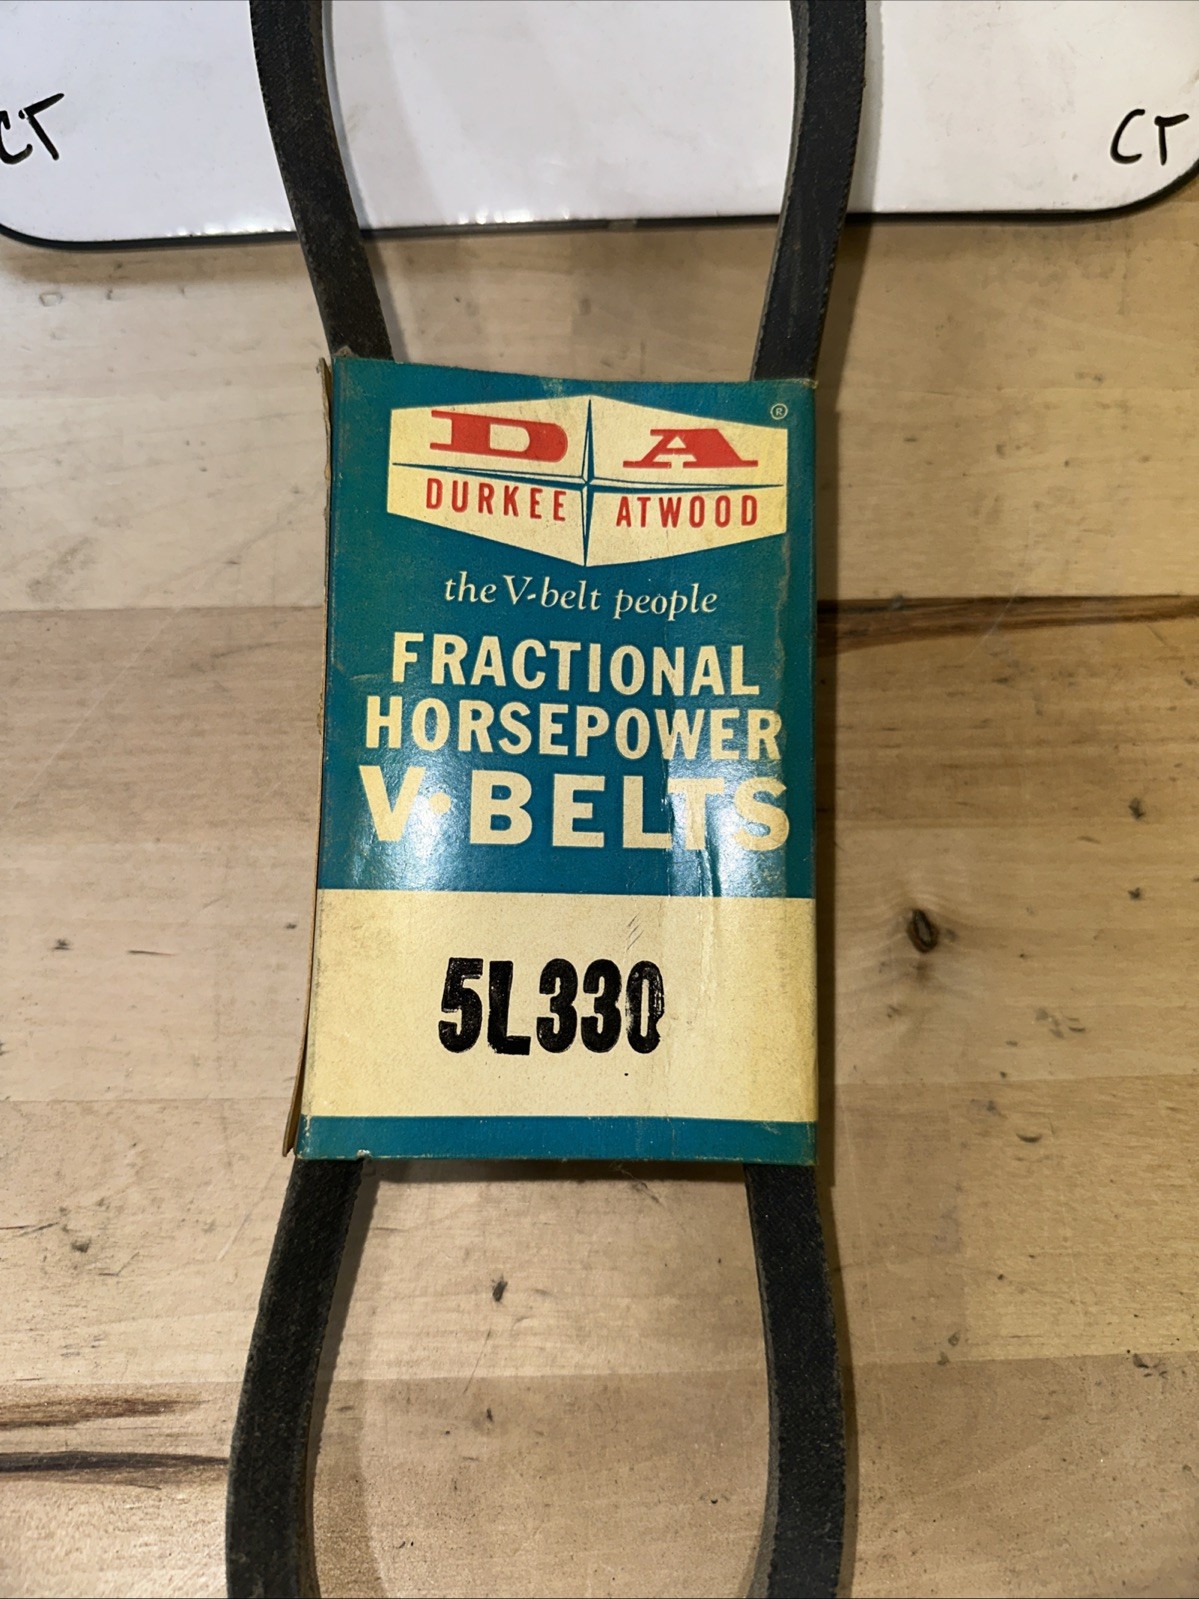 CT
CT
D A
®
DURKEE ATWOOD
the V-belt people
FRACTIONAL
HORSEPOWER
V·BELTS
5L330